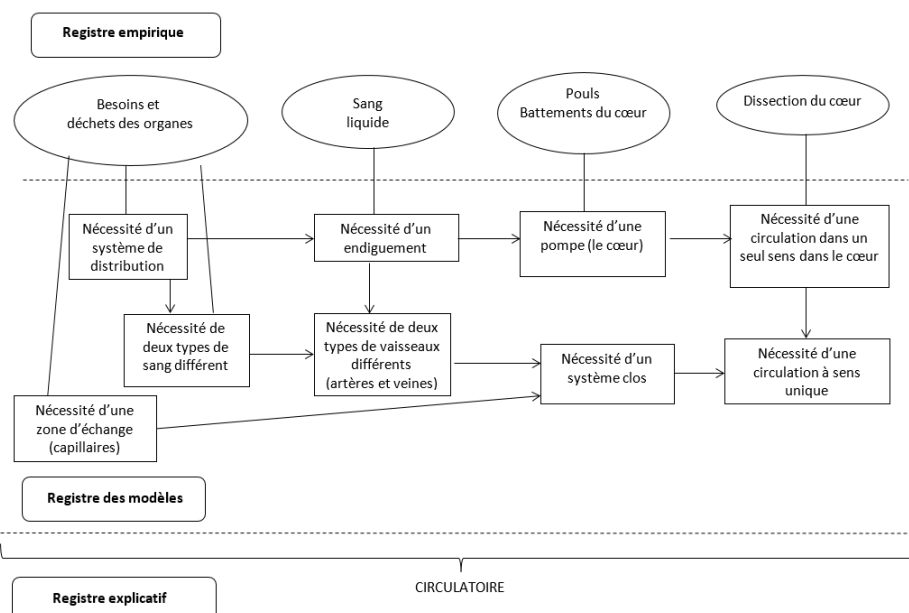 Registre empirique
Besoins et
déchets des organes
Sang
liquide
Pouls
Battements du cœur
Dissection du cœur
Nécessité d'un
système de
distribution
Nécessité d'un
endiguement
Nécessité d'une
pompe (le cœur)
Nécessité d'une
circulation dans un
seul sens dans le cœur
Nécessité de
deux types de
sang différent
Nécessité de deux
types de vaisseaux
différents
(artères et veines)
Nécessité d'un
système clos
Nécessité d'une
circulation à sens
unique
Nécessité d'une
zone d'échange
(capillaires)
Registre des modèles
CIRCULATOIRE
Registre explicatif